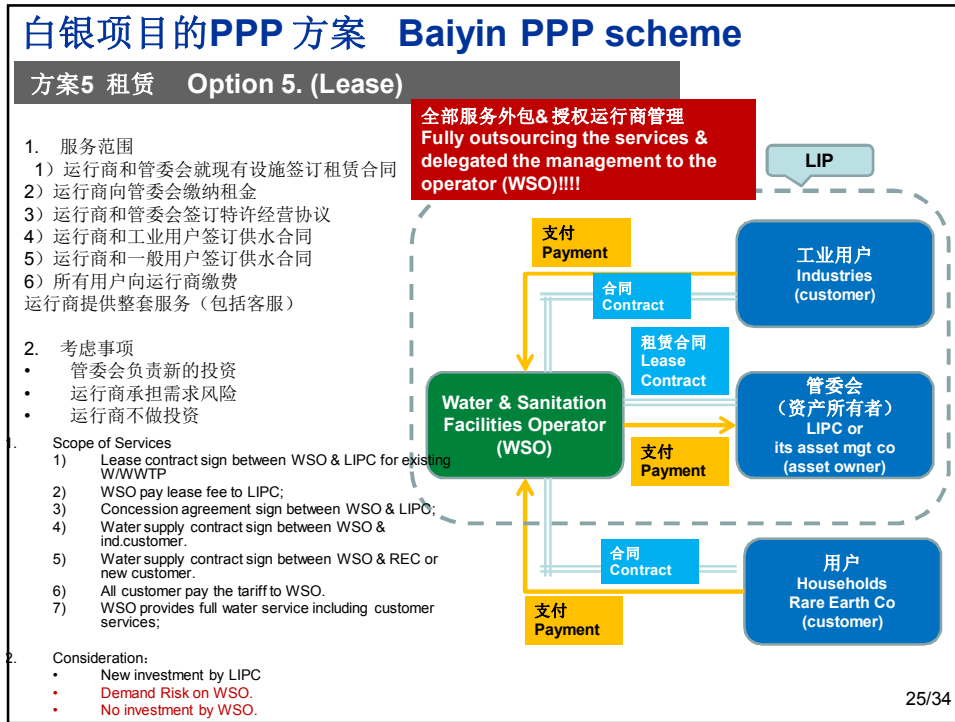 白银项目的PPP 方案 Baiyin PPP scheme
方案5 租赁 Option 5. (Lease)
全部服务外包& 授权运行商管理
Fully outsourcing the services &
delegated the management to the
operator (WSO)!!!!
LIP
1. 服务范围
1）运行商和管委会就现有设施签订租赁合同
2）运行商向管委会缴纳租金
3）运行商和管委会签订特许经营协议
4）运行商和工业用户签订供水合同
5）运行商和一般用户签订供水合同
6）所有用户向运行商缴费
运行商提供整套服务（包括客服）
2. 考虑事项
• 管委会负责新的投资
• 运行商承担需求风险
• 运行商不做投资
1. Scope of Services
1) Lease contract sign between WSO & LIPC for existing
W/WWTP
2) WSO pay lease fee to LIPC;
3) Concession agreement sign between WSO & LIPC;
4) Water supply contract sign between WSO &
ind.customer.
5) Water supply contract sign between WSO & REC or
new customer.
6) All customer pay the tariff to WSO.
7) WSO provides full water service including customer
services;
2. Consideration：
• New investment by LIPC
• Demand Risk on WSO.
• No investment by WSO.
支付
Payment
合同
Contract
工业用户
Industries
(customer)
租赁合同
Lease
Contract
Water & Sanitation
Facilities Operator
(WSO)
支付
Payment
管委会
（资产所有者）
LIPC or
its asset mgt co
(asset owner)
合同
Contract
支付
Payment
用户
Households
Rare Earth Co
(customer)
25/34